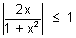 |2x / (1 + x²)| ≤ 1